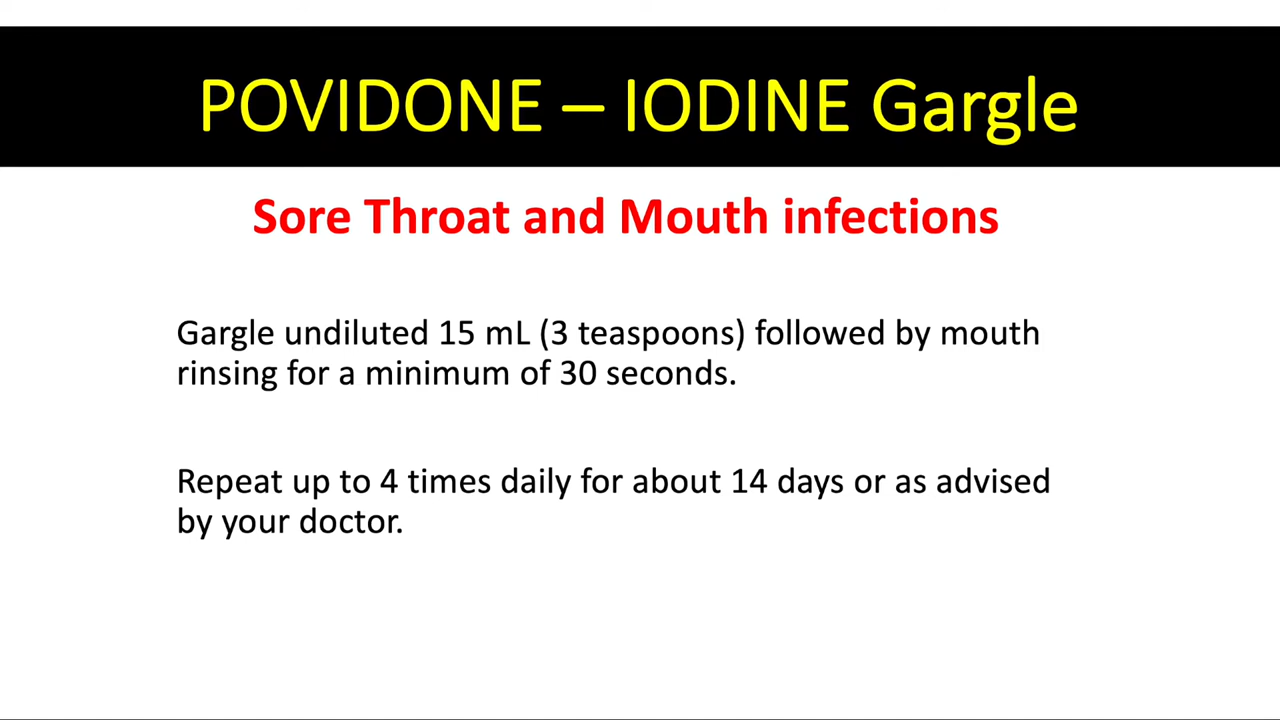 POVIDONE – IODINE Gargle
Sore Throat and Mouth infections
Gargle undiluted 15 mL (3 teaspoons) followed by mouth
rinsing for a minimum of 30 seconds.
Repeat up to 4 times daily for about 14 days or as advised
by your doctor.